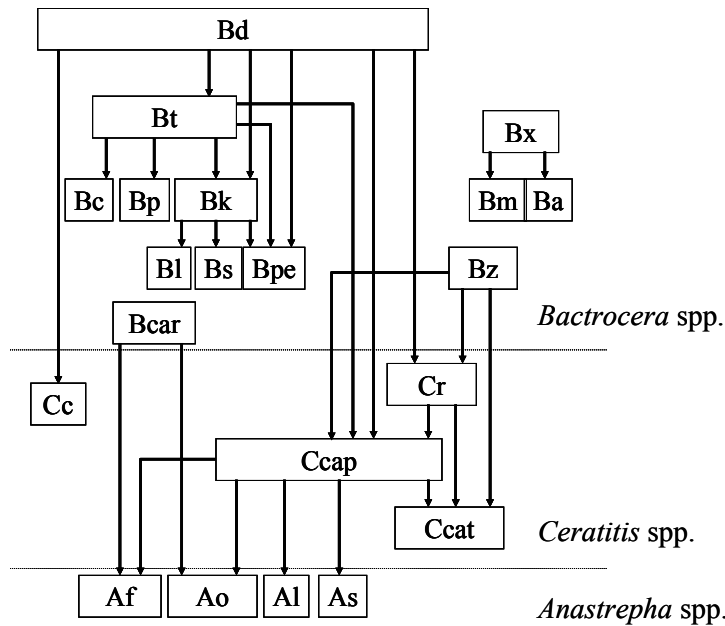 Bd
Bt
Bx
Bc Bp Bk Bm Ba
Bl Bs Bpe Bz
Bcar
Bactrocera spp.
Cr
Cc
Ccap
Ccat
Ceratitis spp.
Af Ao Al As
Anastrepha spp.